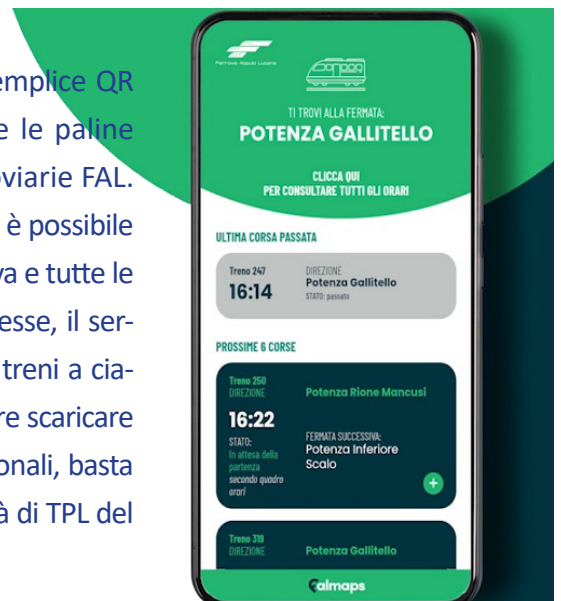 emplice QR
e le paline
oviarie FAL.
è possibile
va e tutte le
esse, il ser-
treni a cia-
re scaricare
onali, basta
à di TPL del
Ferrovie Appulo Lucane
TI TROVI ALLA FERMATA:
POTENZA GALLITELLO
CLICCA QUI
PER CONSULTARE TUTTI GLI ORARI
ULTIMA CORSA PASSATA
Treno 247
16:14
DIREZIONE
Potenza Gallitello
STATO: passato
PROSSIME 6 CORSE
Treno 250
DIREZIONE
Potenza Rione Mancusi
16:22
STATO:
In attesa della
partenza
secondo quadro
orari
FERMATA SUCCESSIVA:
Potenza Inferiore
Scalo
+
Treno 319
DIREZIONE
Potenza Gallitello
Falmaps